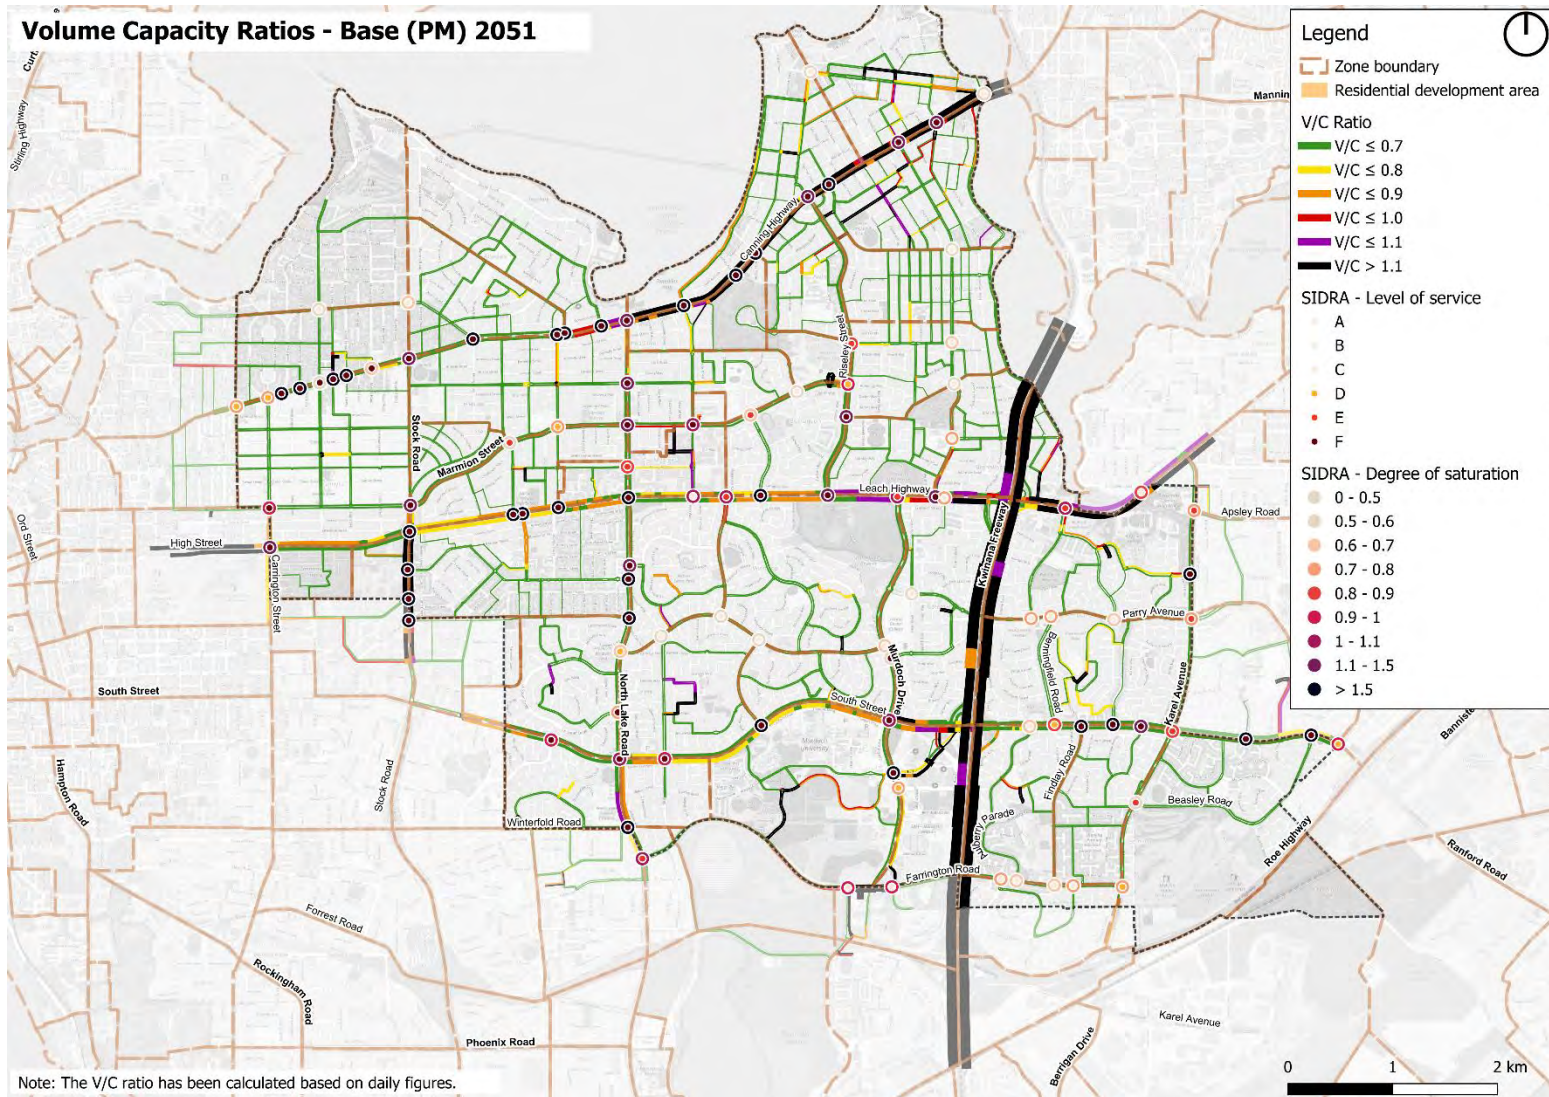 Volume Capacity Ratios - Base (PM) 2051
Legend
Zone boundary
Residential development area
V/C Ratio
V/C ≤ 0.7
V/C ≤ 0.8
V/C ≤ 0.9
V/C ≤ 1.0
V/C ≤ 1.1
V/C > 1.1
SIDRA - Level of service
A
B
C
D
E
F
SIDRA - Degree of saturation
0 - 0.5
0.5 - 0.6
0.6 - 0.7
0.7 - 0.8
0.8 - 0.9
0.9 - 1
1 - 1.1
1.1 - 1.5
> 1.5
Stirling Highway
Mannin
Canning Highway
Riseley Street
Stock Road
Marmion Street
Leach Highway
Kwinana Freeway
Apsley Road
Ord Street
High Street
Carrington Street
Parry Avenue
Benningfield Road
Murdoch Drive
Karel Avenue
South Street
North Lake Road
South Street
Bannister
Hampton Road
Stock Road
Findlay Road
Beasley Road
Winterfold Road
Parade
Roe Highway
Ranford Road
Farrington Road
Forrest Road
Rockingham Road
Karel Avenue
Phoenix Road
Berrigan Drive
0 1 2 km
Note: The V/C ratio has been calculated based on daily figures.